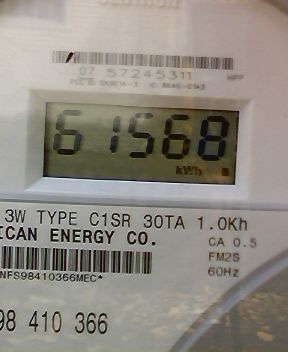 07 57245311
61568
kWh
3W TYPE C1SR 30TA 1.0Kh
ICAN ENERGY CO.
CA 0.5
FM2S
60Hz
NFS98410366MEC*
98 410 366